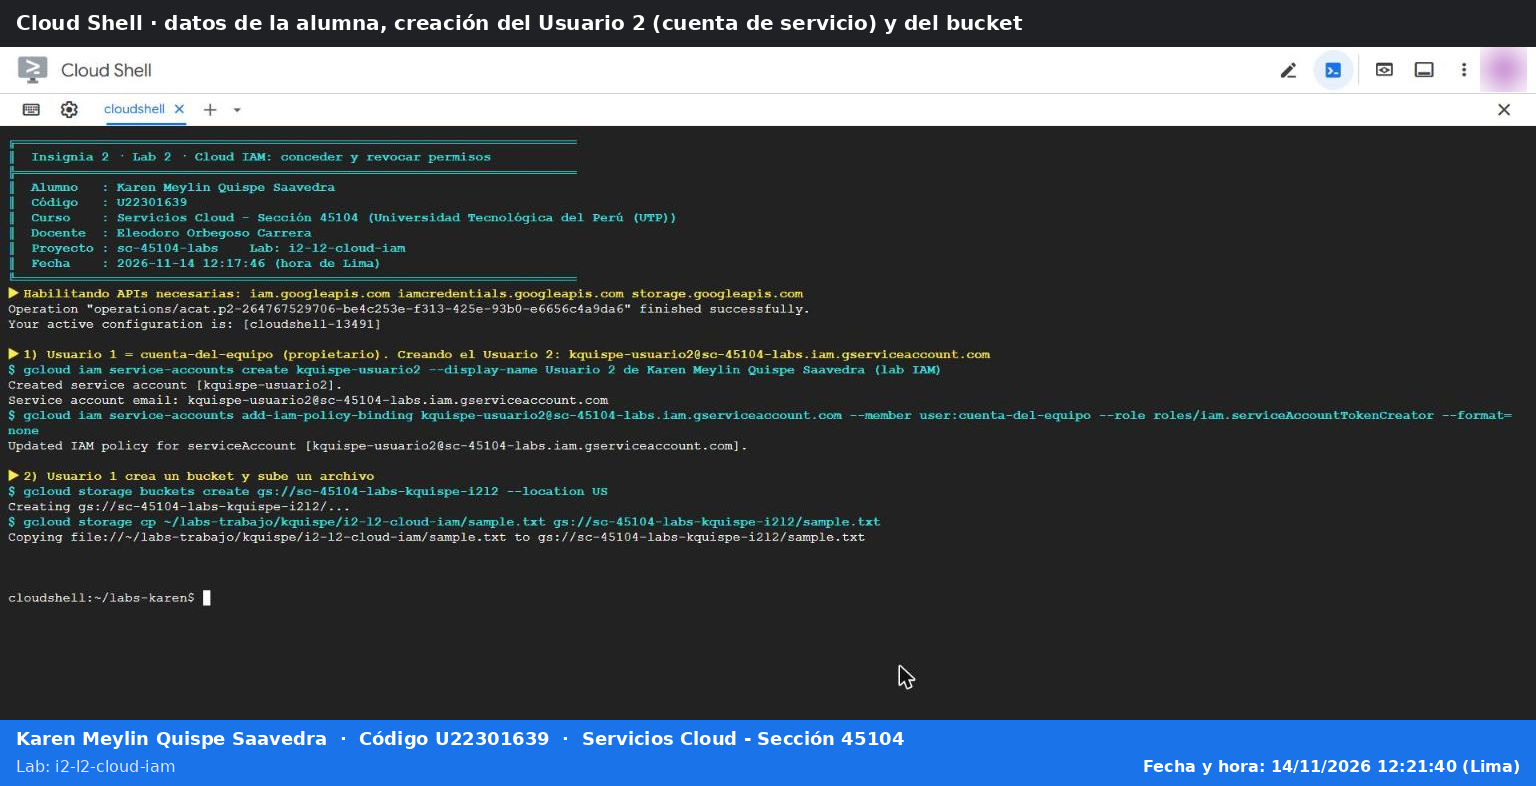 Cloud Shell · datos de la alumna, creación del Usuario 2 (cuenta de servicio) y del bucket
Cloud Shell
cloudshell
Insignia 2 · Lab 2 · Cloud IAM: conceder y revocar permisos
Alumno : Karen Meylin Quispe Saavedra
Código : U22301639
Curso : Servicios Cloud - Sección 45104 (Universidad Tecnológica del Perú (UTP))
Docente : Eleodoro Orbegoso Carrera
Proyecto : sc-45104-labs Lab: i2-l2-cloud-iam
Fecha : 2026-11-14 12:17:46 (hora de Lima)
▶ Habilitando APIs necesarias: iam.googleapis.com iamcredentials.googleapis.com storage.googleapis.com
Operation "operations/acat.p2-264767529706-be4c253e-f313-425e-93b0-e6656c4a9da6" finished successfully.
Your active configuration is: [cloudshell-13491]
▶ 1) Usuario 1 = cuenta-del-equipo (propietario). Creando el Usuario 2: kquispe-usuario2@sc-45104-labs.iam.gserviceaccount.com
$ gcloud iam service-accounts create kquispe-usuario2 --display-name Usuario 2 de Karen Meylin Quispe Saavedra (lab IAM)
Created service account [kquispe-usuario2].
Service account email: kquispe-usuario2@sc-45104-labs.iam.gserviceaccount.com
$ gcloud iam service-accounts add-iam-policy-binding kquispe-usuario2@sc-45104-labs.iam.gserviceaccount.com --member user:cuenta-del-equipo --role roles/iam.serviceAccountTokenCreator --format=
none
Updated IAM policy for serviceAccount [kquispe-usuario2@sc-45104-labs.iam.gserviceaccount.com].
▶ 2) Usuario 1 crea un bucket y sube un archivo
$ gcloud storage buckets create gs://sc-45104-labs-kquispe-i2l2 --location US
Creating gs://sc-45104-labs-kquispe-i2l2/...
$ gcloud storage cp ~/labs-trabajo/kquispe/i2-l2-cloud-iam/sample.txt gs://sc-45104-labs-kquispe-i2l2/sample.txt
Copying file://~/labs-trabajo/kquispe/i2-l2-cloud-iam/sample.txt to gs://sc-45104-labs-kquispe-i2l2/sample.txt
cloudshell:~/labs-karen$
Karen Meylin Quispe Saavedra · Código U22301639 · Servicios Cloud - Sección 45104
Lab: i2-l2-cloud-iam
Fecha y hora: 14/11/2026 12:21:40 (Lima)